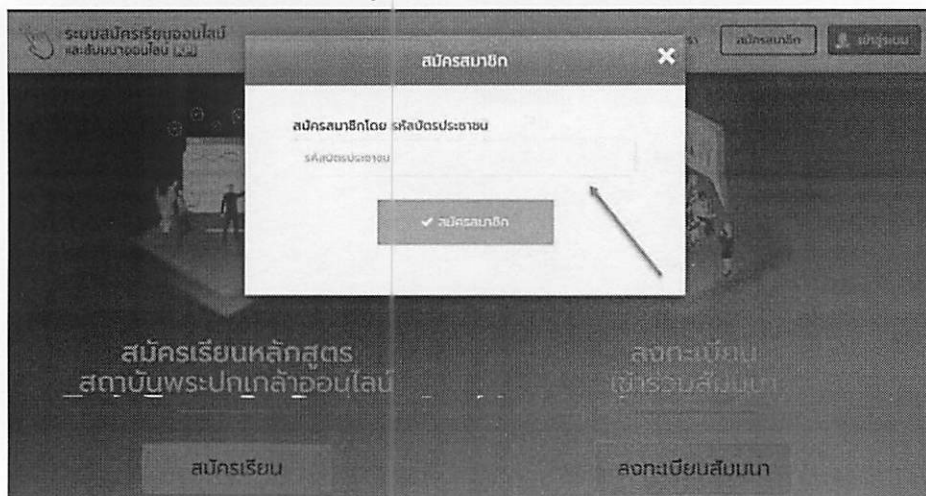 ระบบสมัครเรียนออนไลน์
และสัมมนาออนไลน์
สมัครสมาชิก
เข้าสู่ระบบ
สมัครสมาชิก
สมัครสมาชิกโดย รหัสบัตรประชาชน
รหัสบัตรประชาชน
สมัครสมาชิก
สมัครเรียนหลักสูตร
สถาบันพระปกเกล้าออนไลน์
ลงทะเบียน
เข้าร่วมสัมมนา
สมัครเรียน
ลงทะเบียนสัมมนา